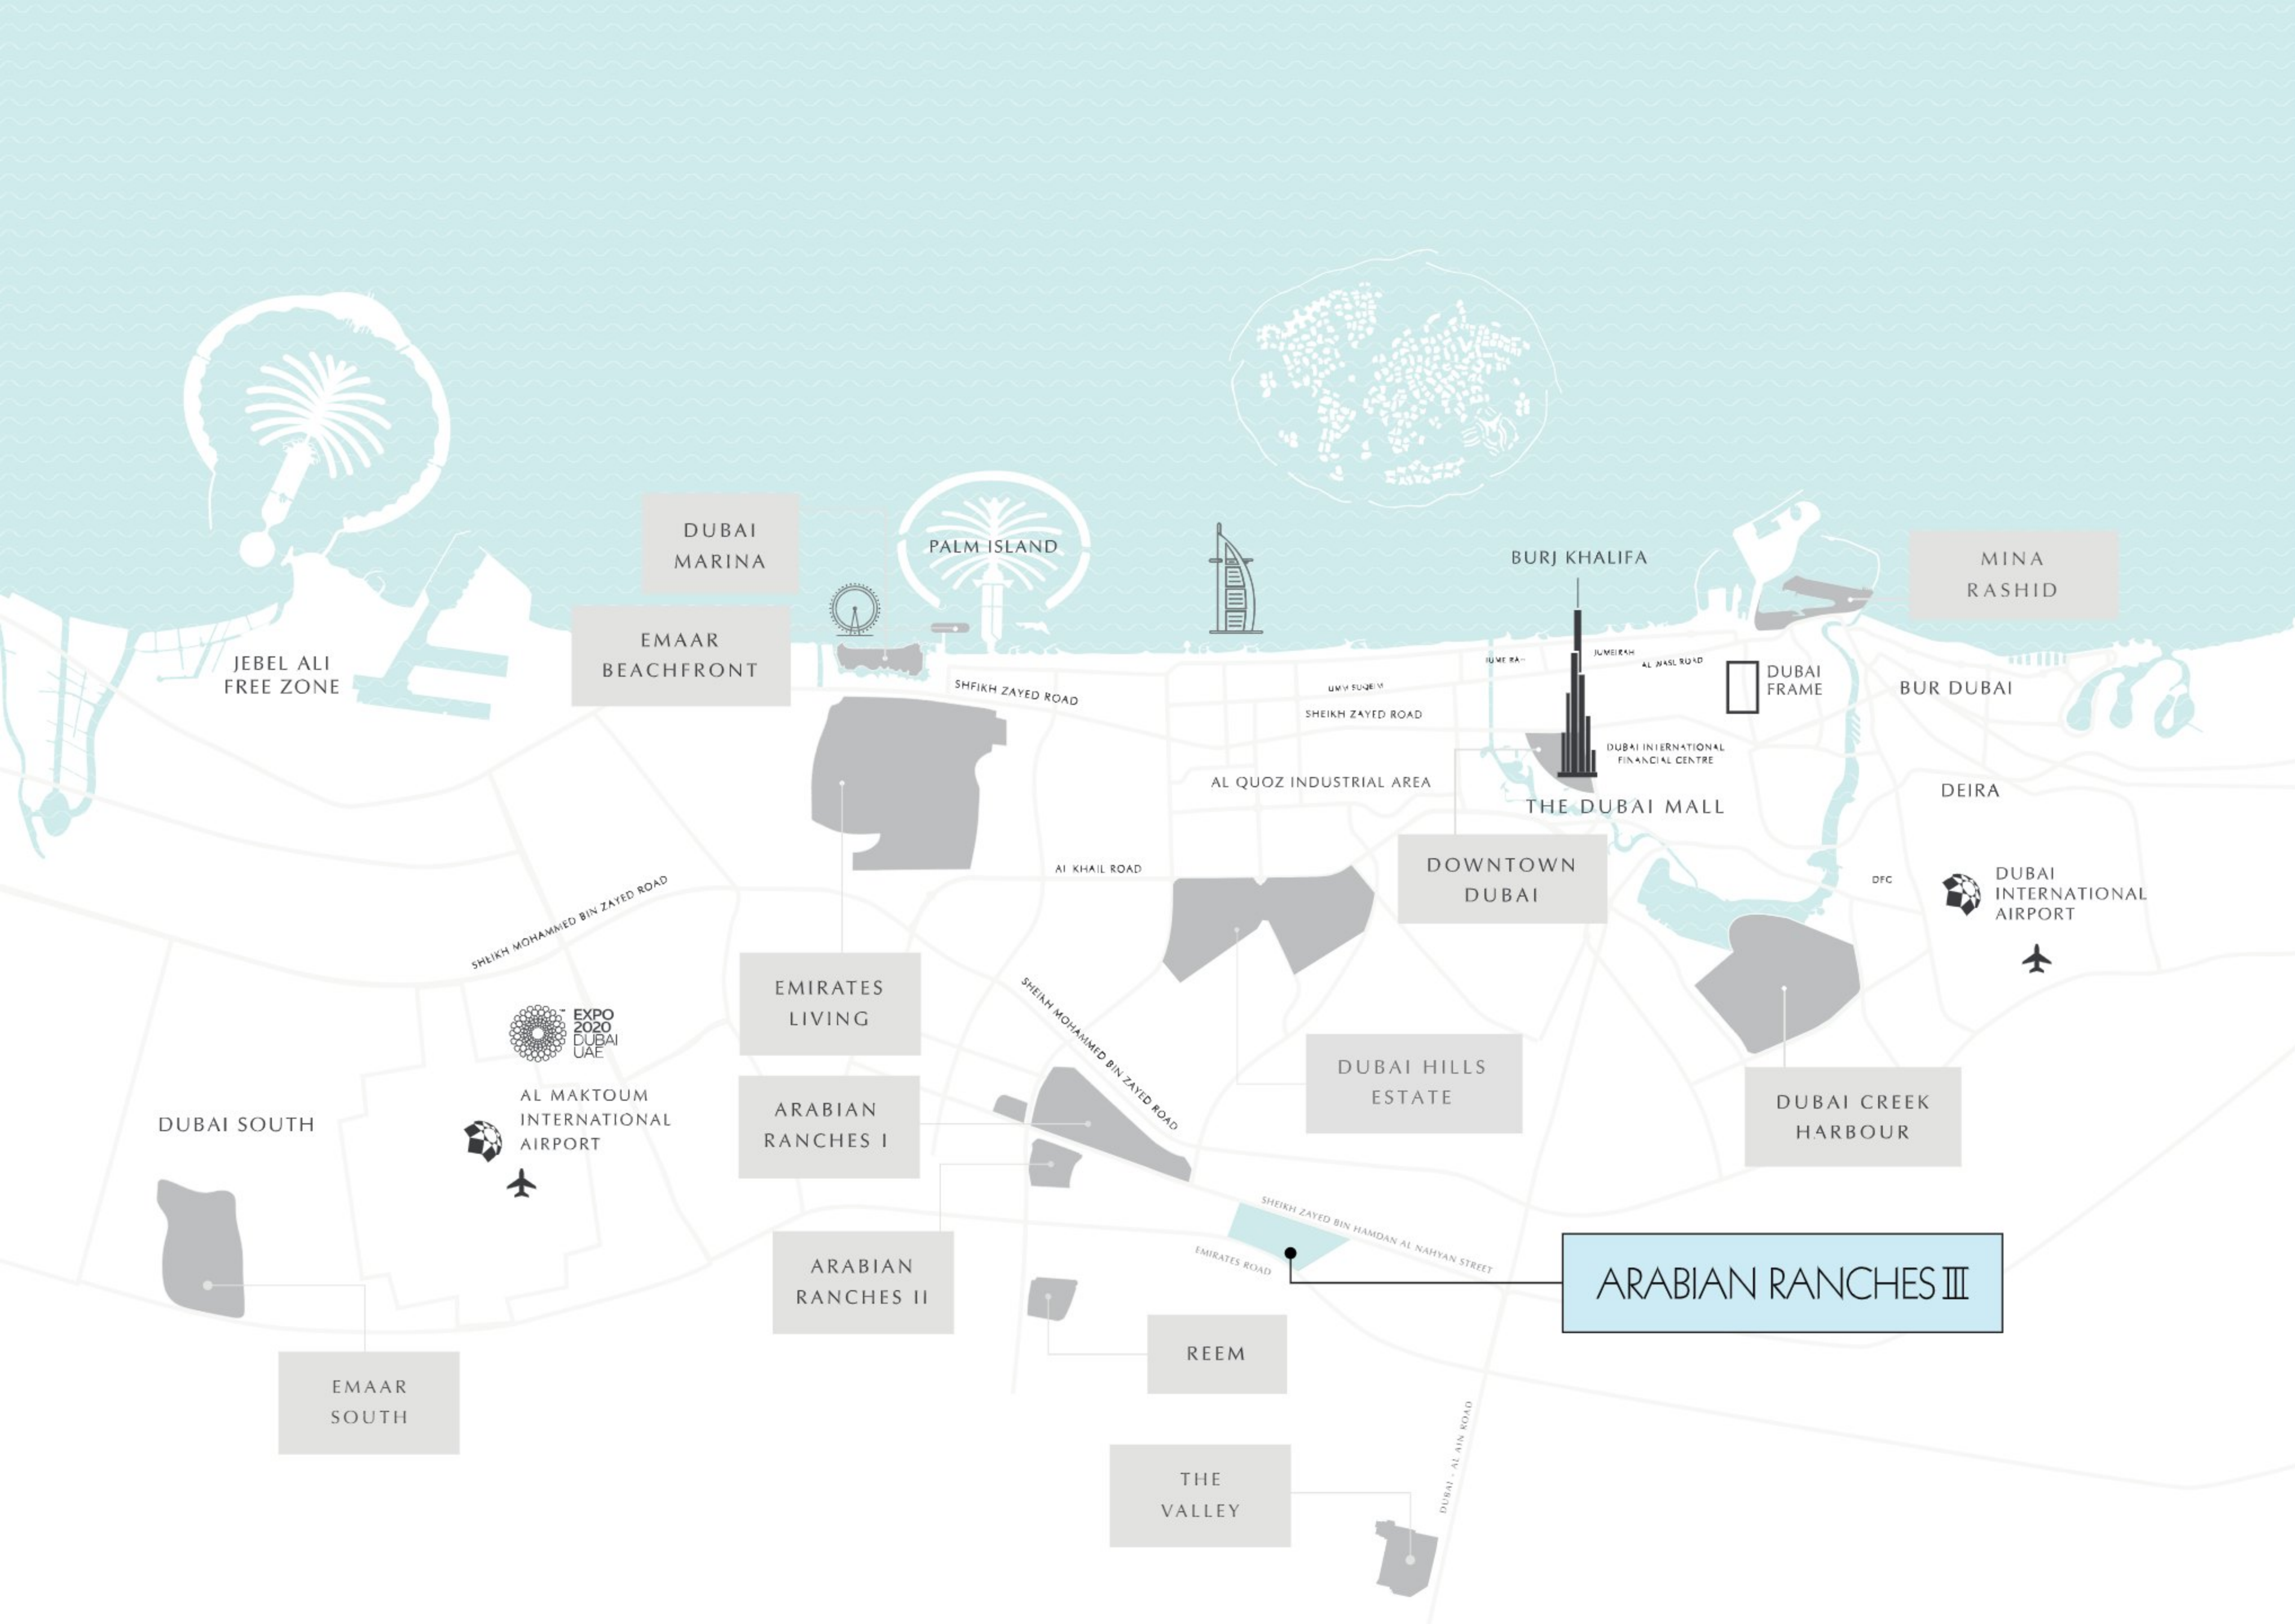 DUBAI
MARINA
PALM ISLAND
BURJ KHALIFA
MINA
RASHID
EMAAR
BEACHFRONT
JEBEL ALI
FREE ZONE
SHEIKH ZAYED ROAD
UMM SUQEIM
SHEIKH ZAYED ROAD
JUMEIRAH
AL WASL ROAD
DUBAI
FRAME
BUR DUBAI
DUBAI INTERNATIONAL
FINANCIAL CENTRE
AL QUOZ INDUSTRIAL AREA
THE DUBAI MALL
DEIRA
DOWNTOWN
DUBAI
AL KHAIL ROAD
DFC
DUBAI
INTERNATIONAL
AIRPORT
SHEIKH MOHAMMED BIN ZAYED ROAD
EMIRATES
LIVING
SHEIKH MOHAMMED BIN ZAYED ROAD
EXPO
2020
DUBAI
UAE
DUBAI HILLS
ESTATE
DUBAI CREEK
HARBOUR
AL MAKTOUM
INTERNATIONAL
AIRPORT
DUBAI SOUTH
ARABIAN
RANCHES I
SHEIKH ZAYED BIN HAMDAN AL NAHYAN STREET
EMIRATES ROAD
ARABIAN
RANCHES II
ARABIAN RANCHES III
REEM
EMAAR
SOUTH
DUBAI - AL AIN ROAD
THE
VALLEY